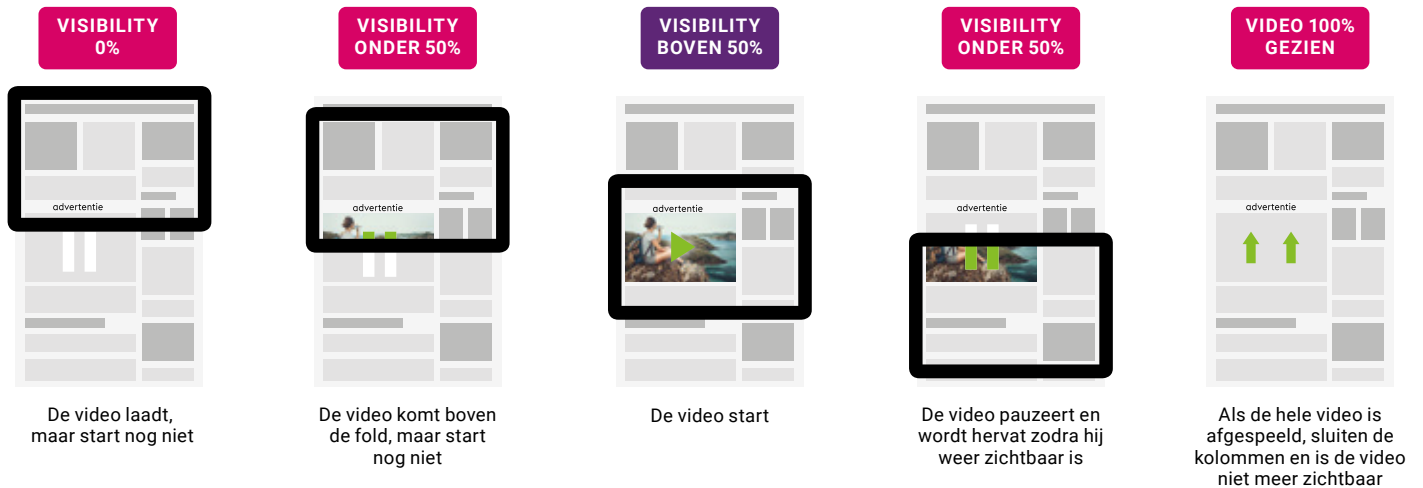 VISIBILITY
0%
VISIBILITY
ONDER 50%
VISIBILITY
BOVEN 50%
VISIBILITY
ONDER 50%
VIDEO 100%
GEZIEN
advertentie
advertentie
advertentie
advertentie
advertentie
De video laadt,
maar start nog niet
De video komt boven
de fold, maar start
nog niet
De video start
De video pauzeert en
wordt hervat zodra hij
weer zichtbaar is
Als de hele video is
afgespeeld, sluiten de
kolommen en is de video
niet meer zichtbaar